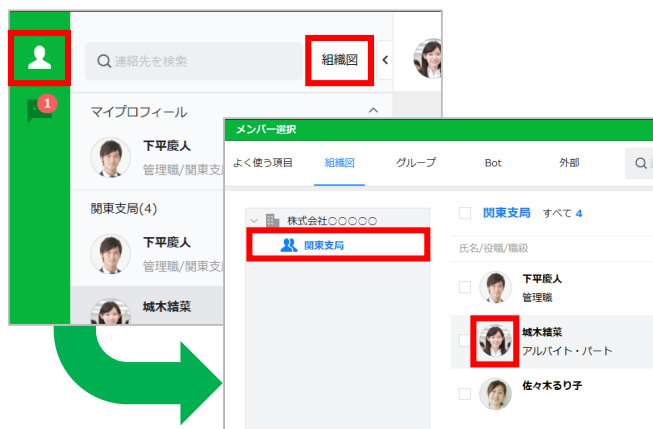 連絡先を検索
組織図
1
マイプロフィール
下平慶人
管理職/関東支
関東支局(4)
下平慶人
管理職/関東支
城木結菜
メンバー選択
よく使う項目 組織図 グループ Bot 外部
株式会社○○○○○
関東支局
関東支局 すべて 4
氏名/役職/職級
下平慶人
管理職
城木結菜
アルバイト・パート
佐々木るり子